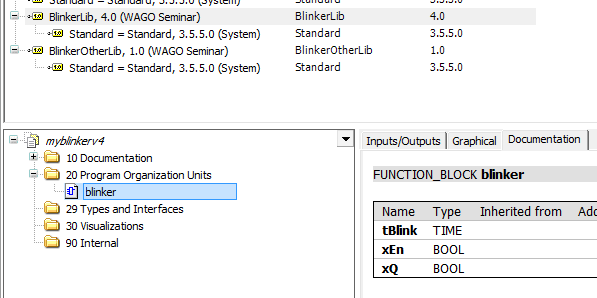 Standard = Standard, 3.5.5.0 (System) Standard 3.5.5.0
BlinkerLib, 4.0 (WAGO Seminar) BlinkerLib 4.0
Standard = Standard, 3.5.5.0 (System) Standard 3.5.5.0
BlinkerOtherLib, 1.0 (WAGO Seminar) BlinkerOtherLib 1.0
Standard = Standard, 3.5.5.0 (System) Standard 3.5.5.0
myblinkerv4
10 Documentation
20 Program Organization Units
blinker
29 Types and Interfaces
30 Visualizations
90 Internal
Inputs/Outputs Graphical Documentation
FUNCTION_BLOCK blinker
Name Type Inherited from
tBlink TIME
xEn BOOL
xQ BOOL